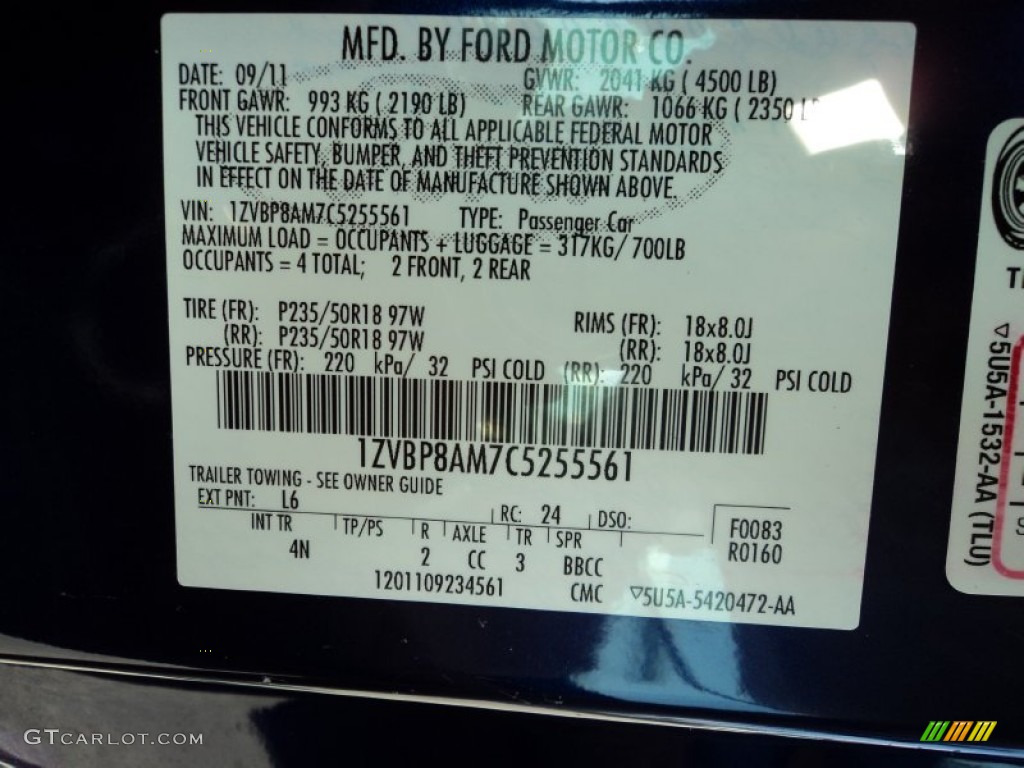 MFD. BY FORD MOTOR CO.
DATE: 09/11 GVWR: 2041 KG ( 4500 LB)
FRONT GAWR: 993 KG ( 2190 LB) REAR GAWR: 1066 KG ( 2350
THIS VEHICLE CONFORMS TO ALL APPLICABLE FEDERAL MOTOR
VEHICLE SAFETY, BUMPER, AND THEFT PREVENTION STANDARDS
IN EFFECT ON THE DATE OF MANUFACTURE SHOWN ABOVE.
VIN: 1ZVBP8AM7C5255561 TYPE: Passenger Car
MAXIMUM LOAD = OCCUPANTS + LUGGAGE = 317KG/ 700LB
OCCUPANTS = 4 TOTAL; 2 FRONT, 2 REAR
TIRE (FR): P235/50R18 97W RIMS (FR): 18x8.0J
(RR): P235/50R18 97W (RR): 18x8.0J
PRESSURE (FR): 220 kPa/ 32 PSI COLD (RR): 220 kPa/ 32 PSI COLD
1ZVBP8AM7C5255561
TRAILER TOWING - SEE OWNER GUIDE
EXT PNT: L6 RC: 24 DSO:
INT TR TP/PS R AXLE TR SPR F0083
4N 2 CC 3 BBCC R0160
1201109234561 CMC ▽5U5A-5420472-AA
▽5U5A-1532-AA (TLU)
GTCARLOT.COM